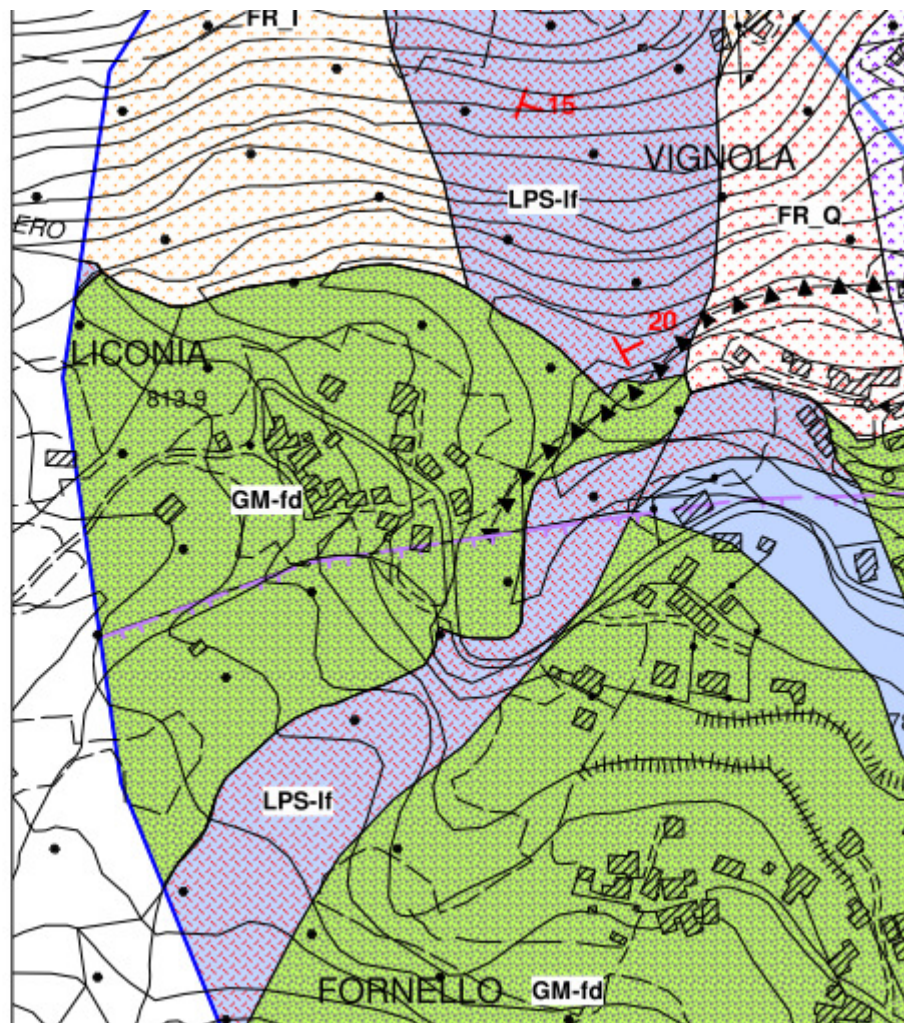 FR_I
15
VIGNOLA
LPS-lf
FR_Q
ERO
20
LICONIA
813.9
GM-fd
LPS-lf
FORNELLO
GM-fd